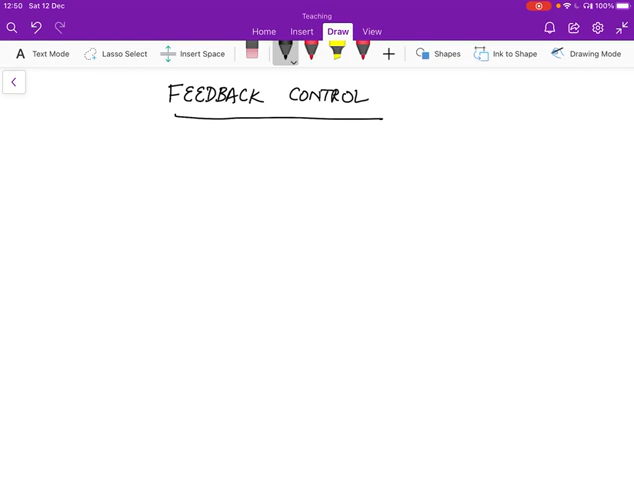 12:50 Sat 12 Dec 100%
Teaching
Home Insert Draw View
Text Mode Lasso Select Insert Space Shapes Ink to Shape Drawing Mode
FEEDBACK CONTROL